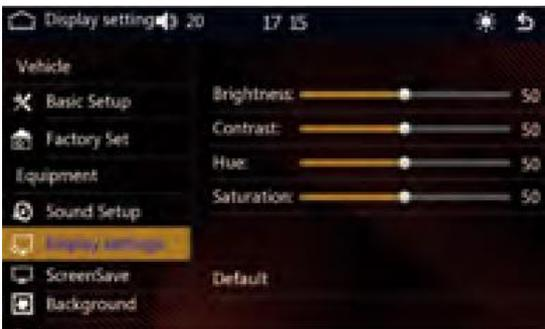 Display setting 20 17 15
Vehicle
Basic Setup
Factory Set
Equipment
Sound Setup
Display settings
ScreenSave
Background
Brightness: 50
Contrast: 50
Hue: 50
Saturation: 50
Default